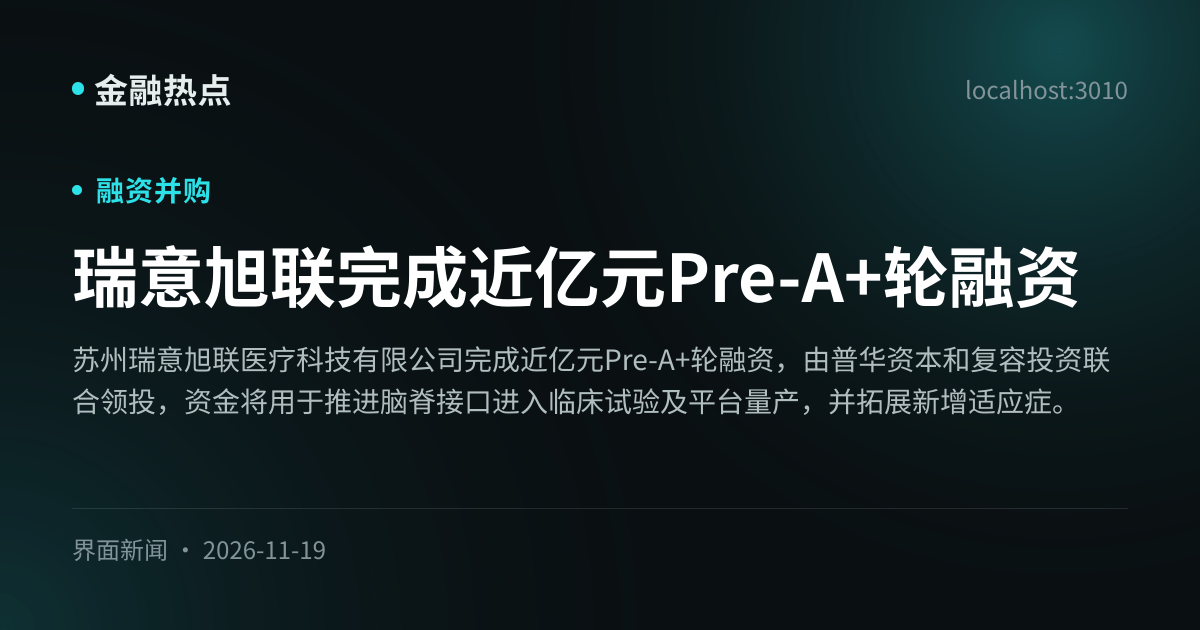 金融热点
localhost:3010
融资并购
瑞意旭联完成近亿元Pre-A+轮融资
苏州瑞意旭联医疗科技有限公司完成近亿元Pre-A+轮融资，由普华资本和复容投资联
合领投，资金将用于推进脑脊接口进入临床试验及平台量产，并拓展新增适应症。
界面新闻 • 2026-11-19